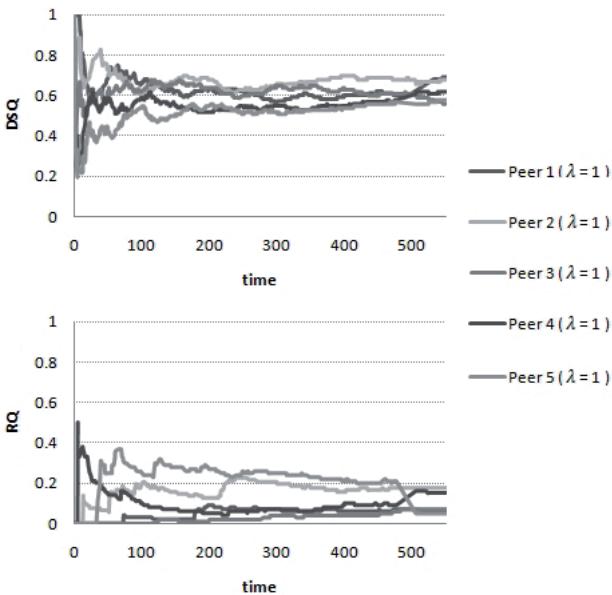 1
0.8
0.6
0.4
0.2
0
DSQ
0 100 200 300 400 500
time
Peer 1 ( λ = 1 )
Peer 2 ( λ = 1 )
Peer 3 ( λ = 1 )
Peer 4 ( λ = 1 )
Peer 5 ( λ = 1 )
1
0.8
0.6
0.4
0.2
0
RQ
0 100 200 300 400 500
time